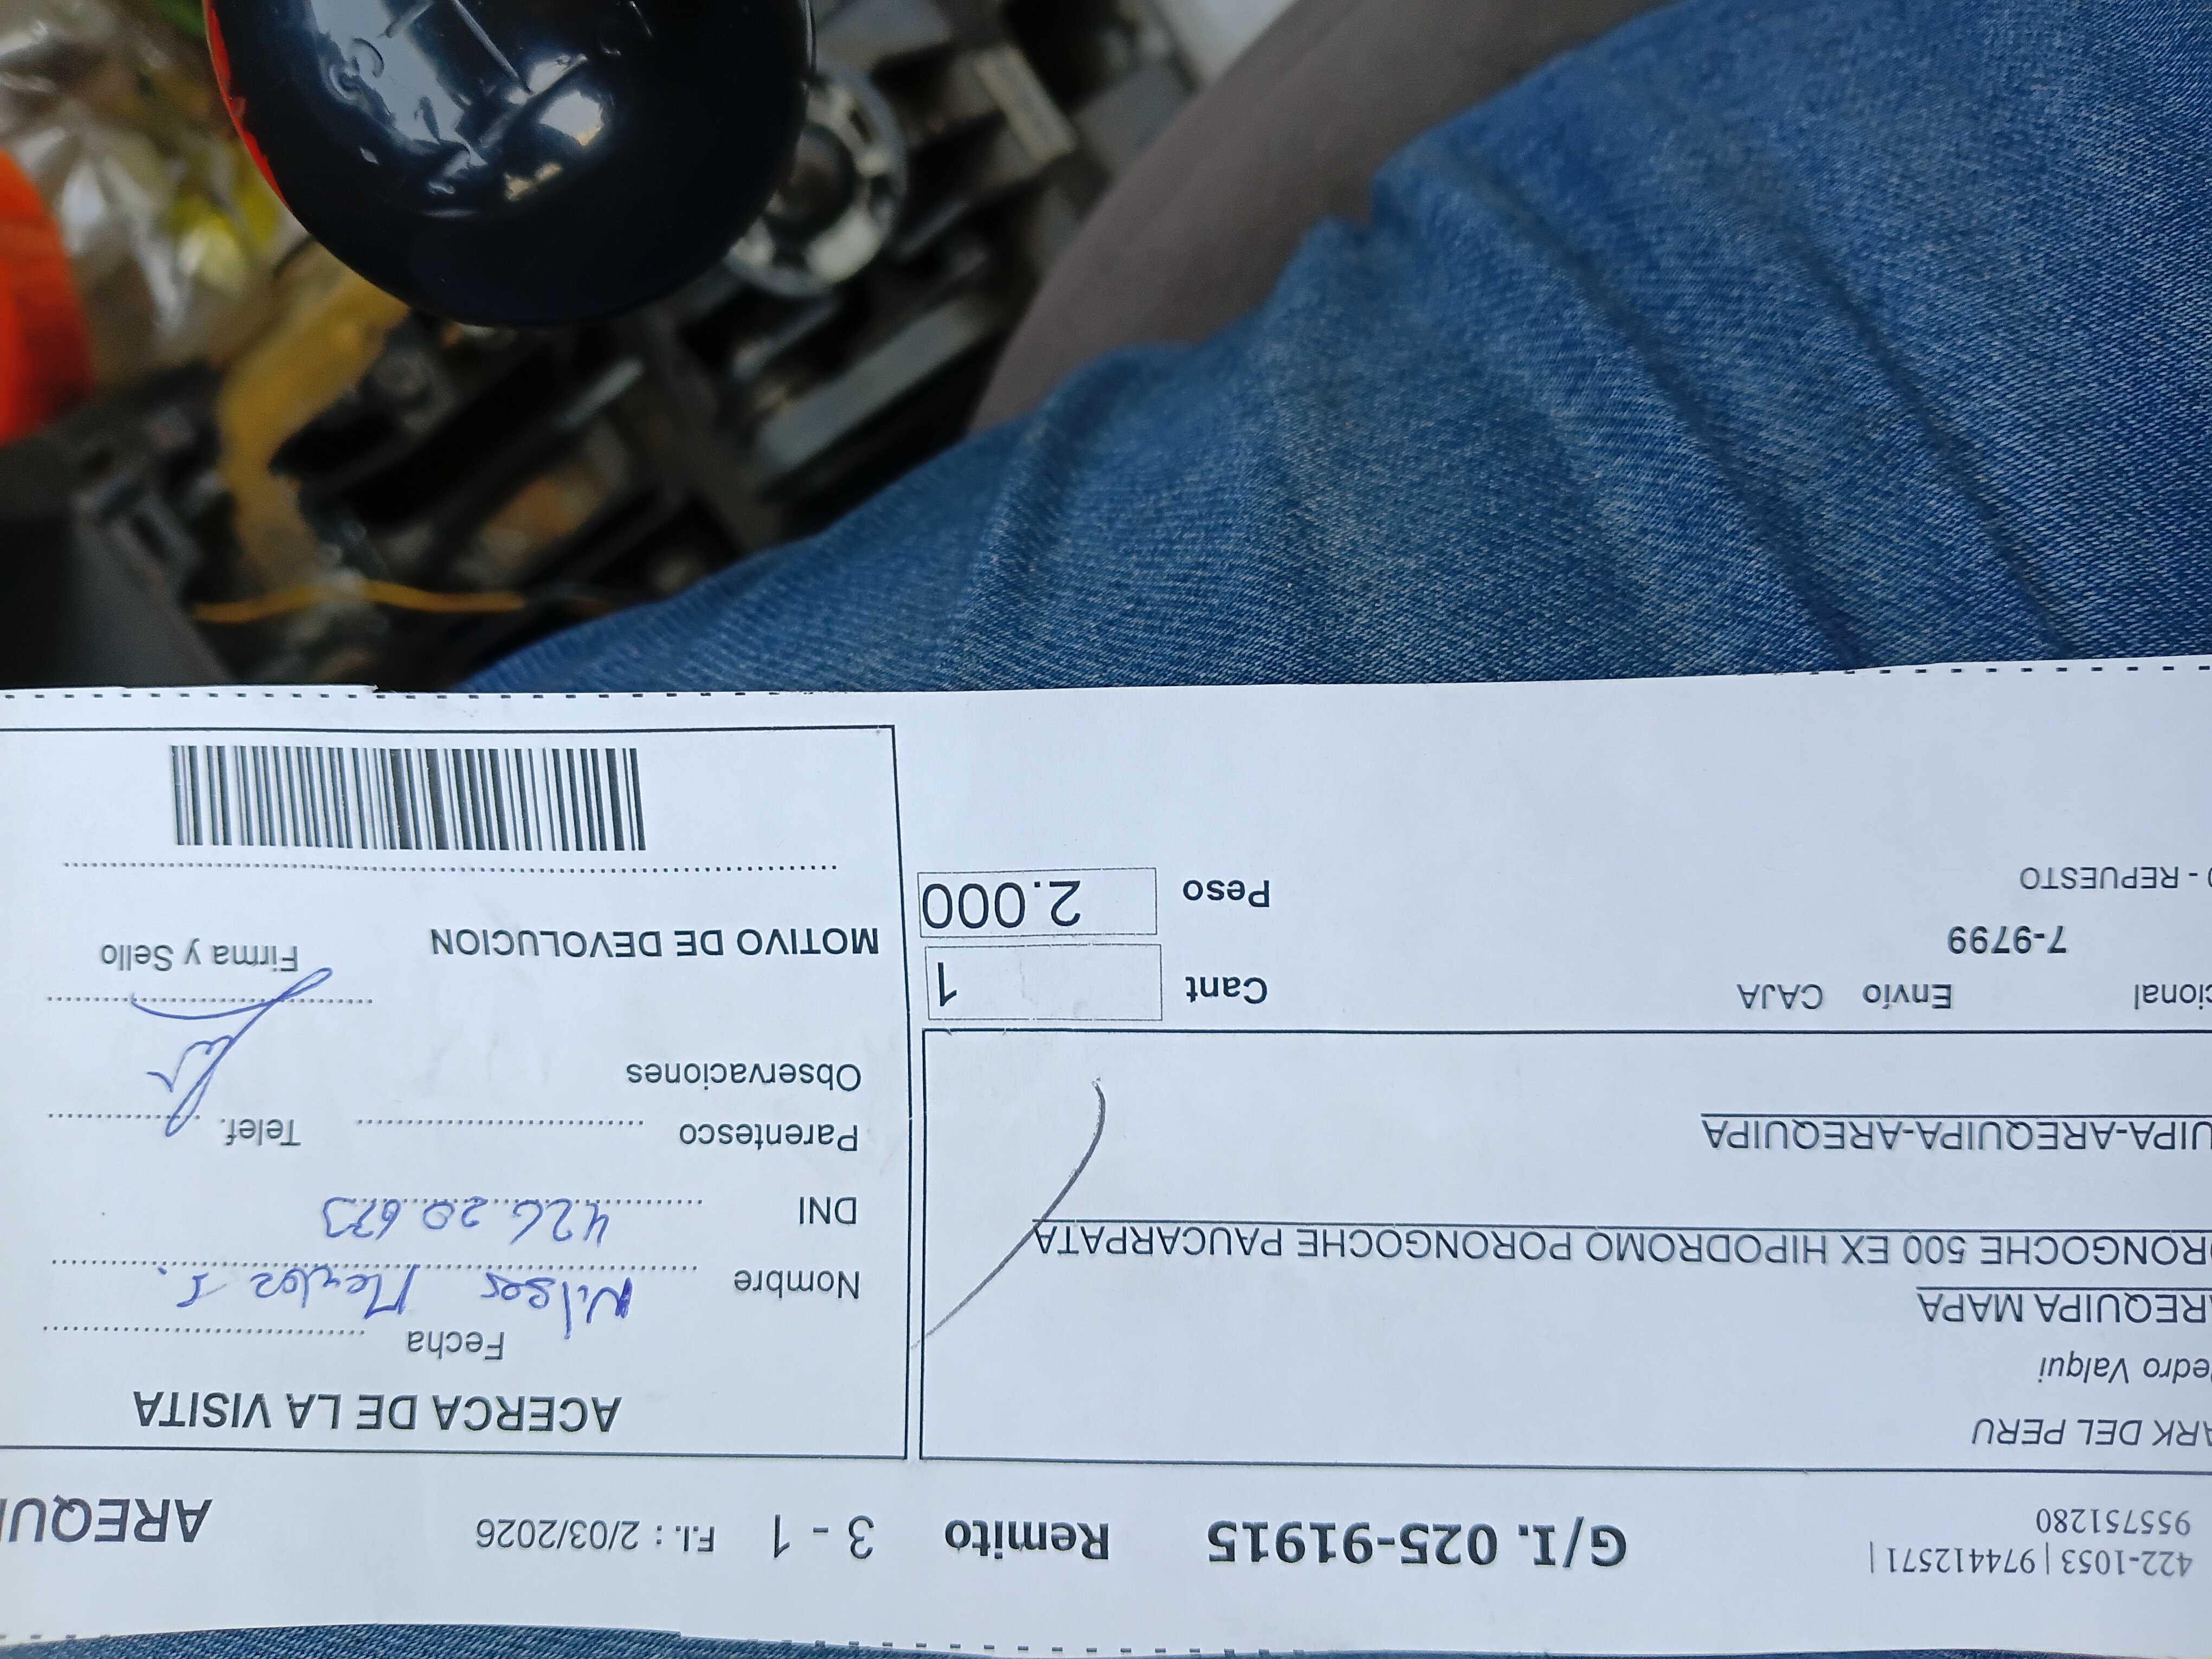 422-1053 | 974412571 |
955751280
G/I. 025-91915 Remito 3 - 1 F.I. : 2/03/2026 AREQUI
ARK DEL PERU
edro Valqui
REQUIPA MAPA
RONGOCHE 500 EX HIPODROMO PORONGOCHE PAUCARPATA
UIPA-AREQUIPA-AREQUIPA
cional Envío CAJA
7-9799
- REPUESTO
Cant 1
Peso 2.000
ACERCA DE LA VISITA
Fecha
Nombre
DNI 426 20 673
Parentesco Telef.
Observaciones
Firma y Sello
MOTIVO DE DEVOLUCION